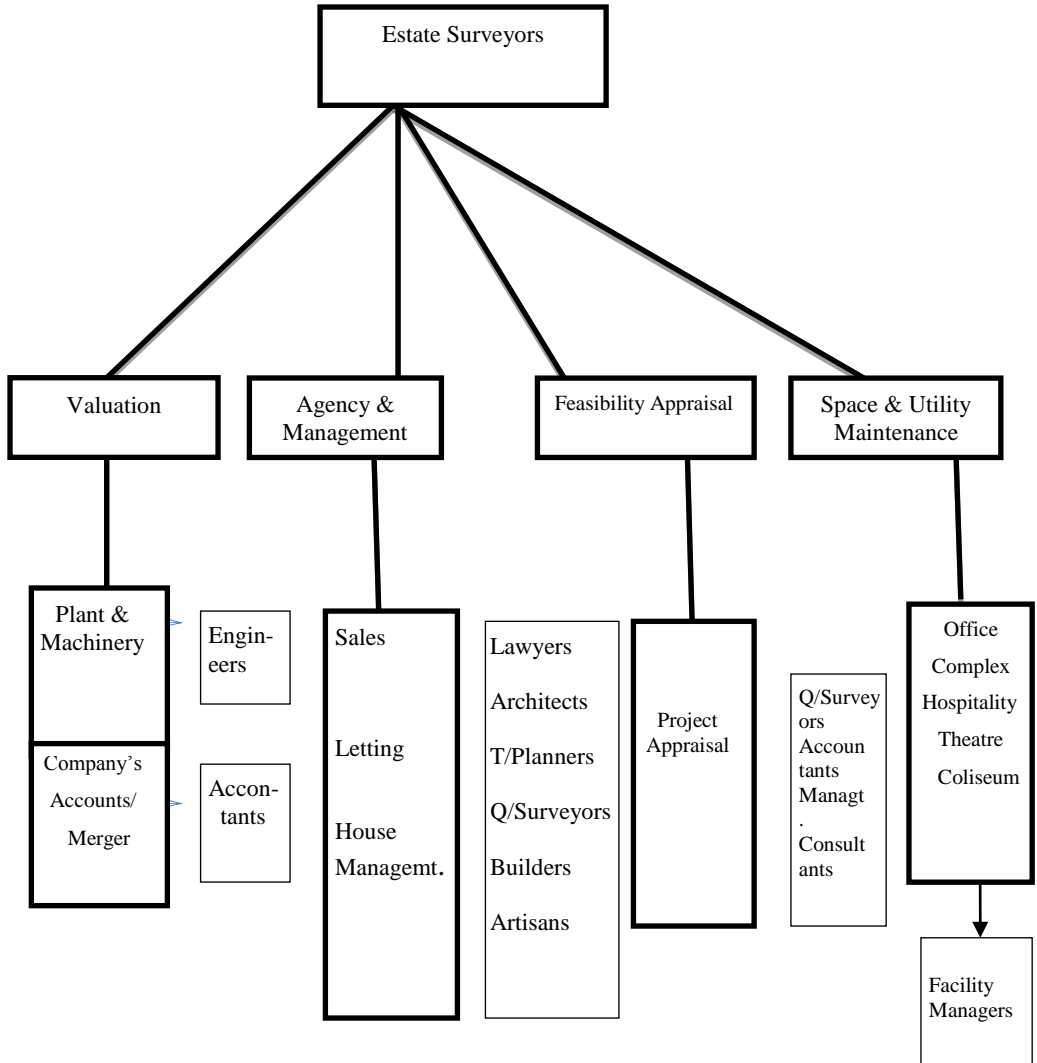 Estate Surveyors
Valuation
Agency &
Management
Feasibility Appraisal
Space & Utility
Maintenance
Plant &
Machinery
Engin-
eers
Company's
Accounts/
Merger
Accon-
tants
Sales
Letting
House
Managemt.
Lawyers
Architects
T/Planners
Q/Surveyors
Builders
Artisans
Project
Appraisal
Q/Survey
ors
Accoun
tants
Managt
.
Consult
ants
Office
Complex
Hospitality
Theatre
Coliseum
Facility
Managers